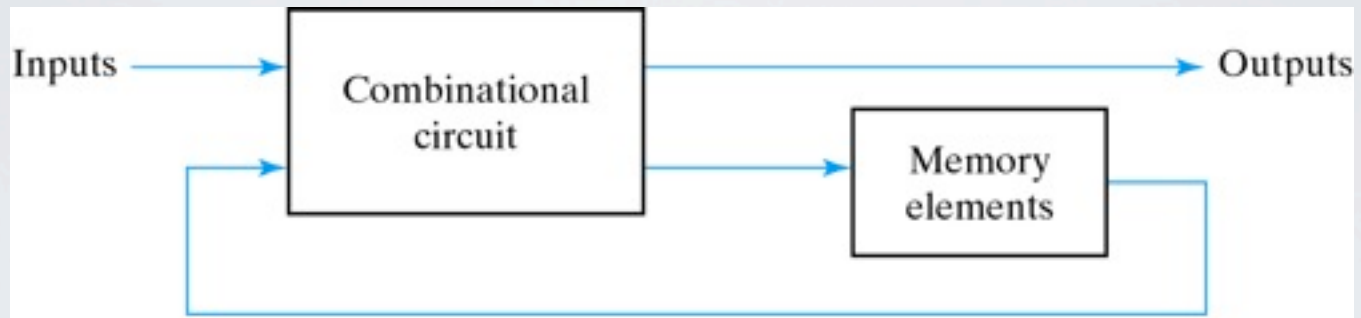 Inputs
Combinational
circuit
Outputs
Memory
elements